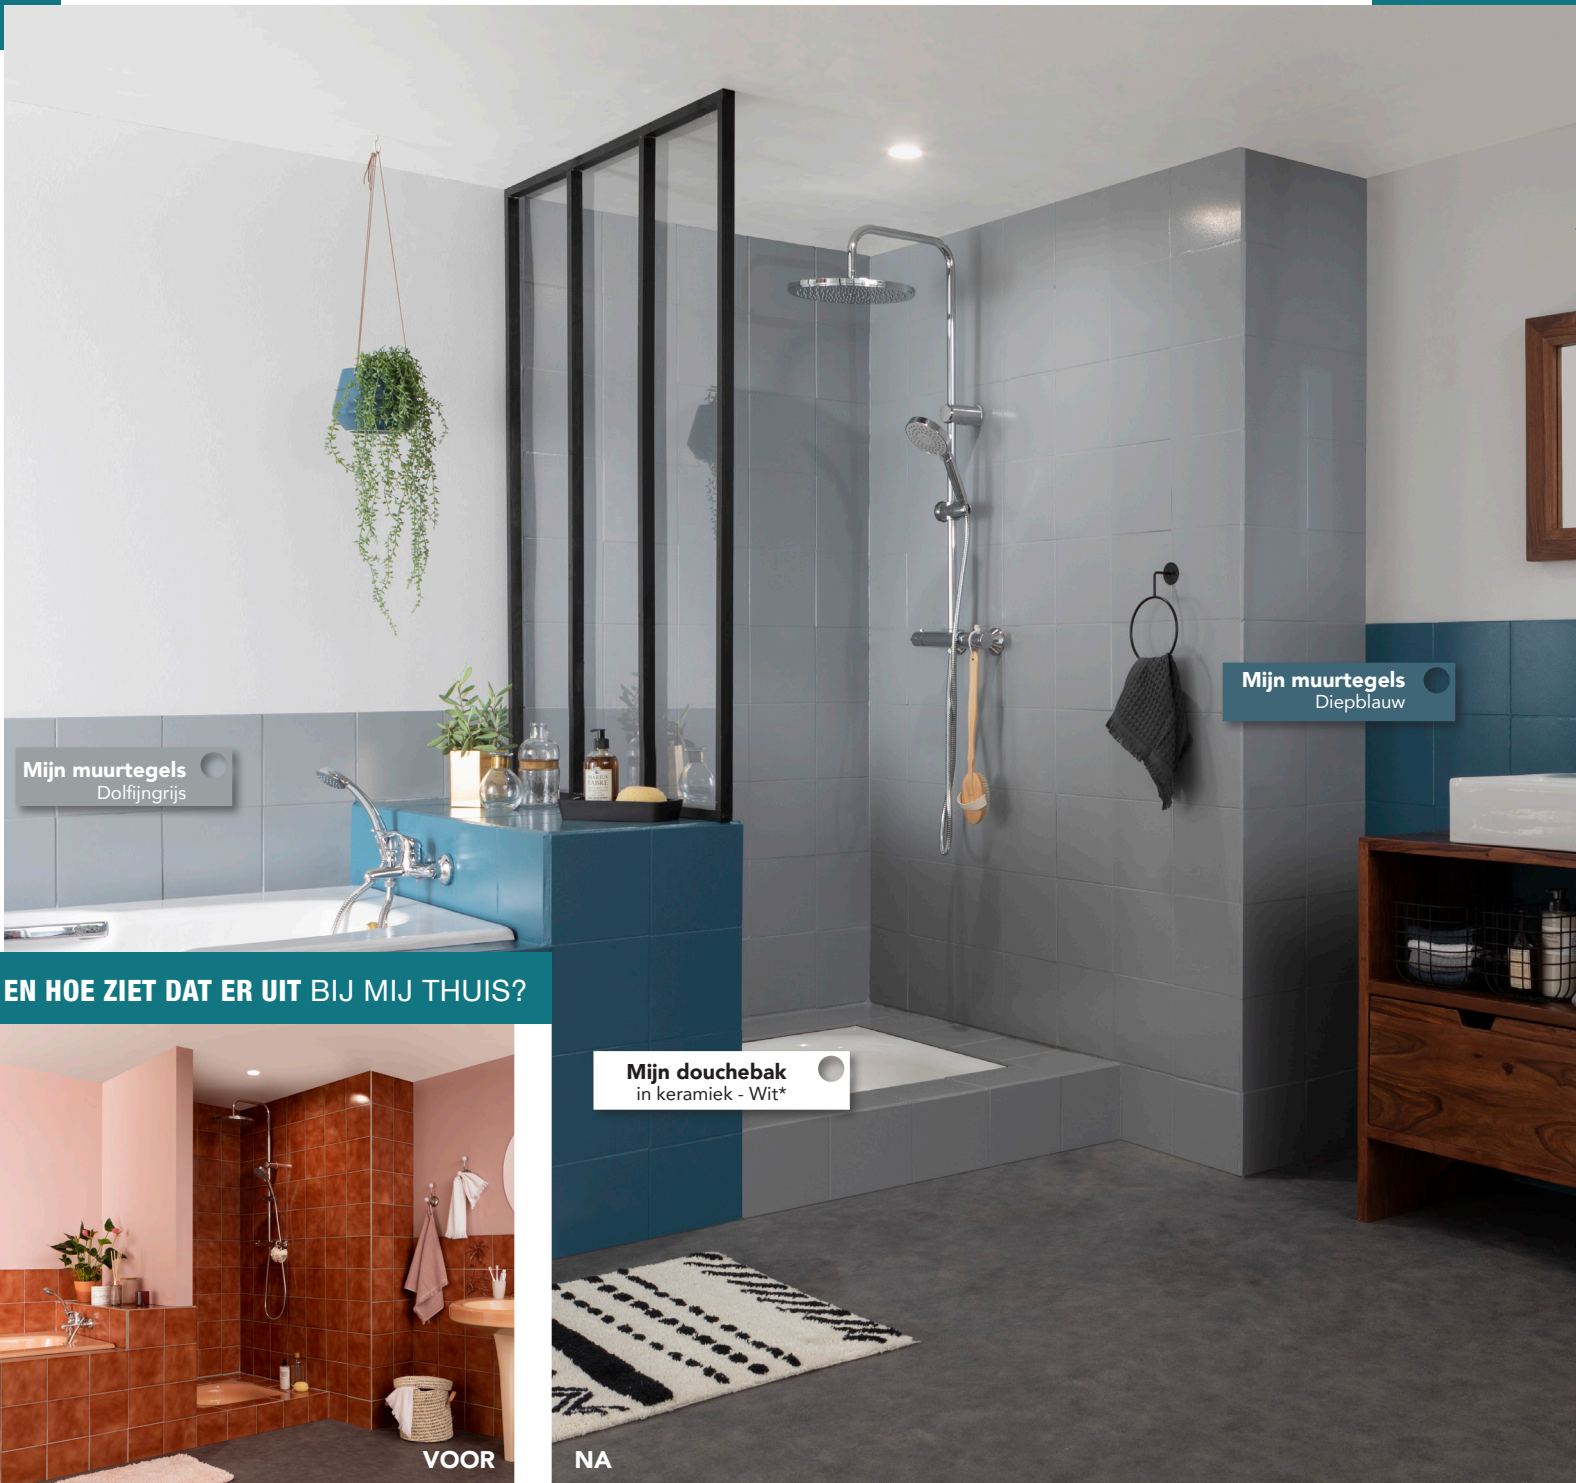 Mijn muurtegels
Diepblauw
Mijn muurtegels
Dolfijngrijs
EN HOE ZIET DAT ER UIT BIJ MIJ THUIS?
Mijn douchebak
in keramiek - Wit*
VOOR
NA